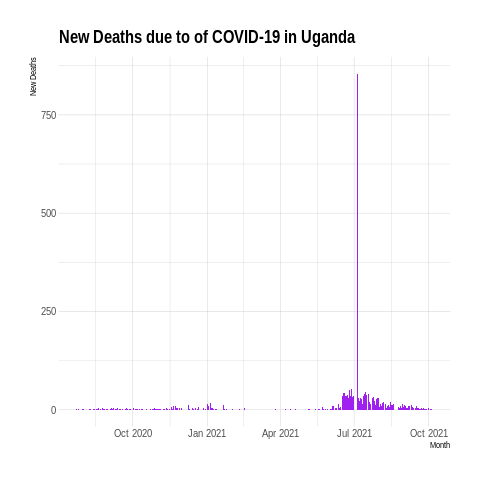 New Deaths due to of COVID-19 in Uganda
New Deaths
750
500
250
0
Oct 2020 Jan 2021 Apr 2021 Jul 2021 Oct 2021
Month